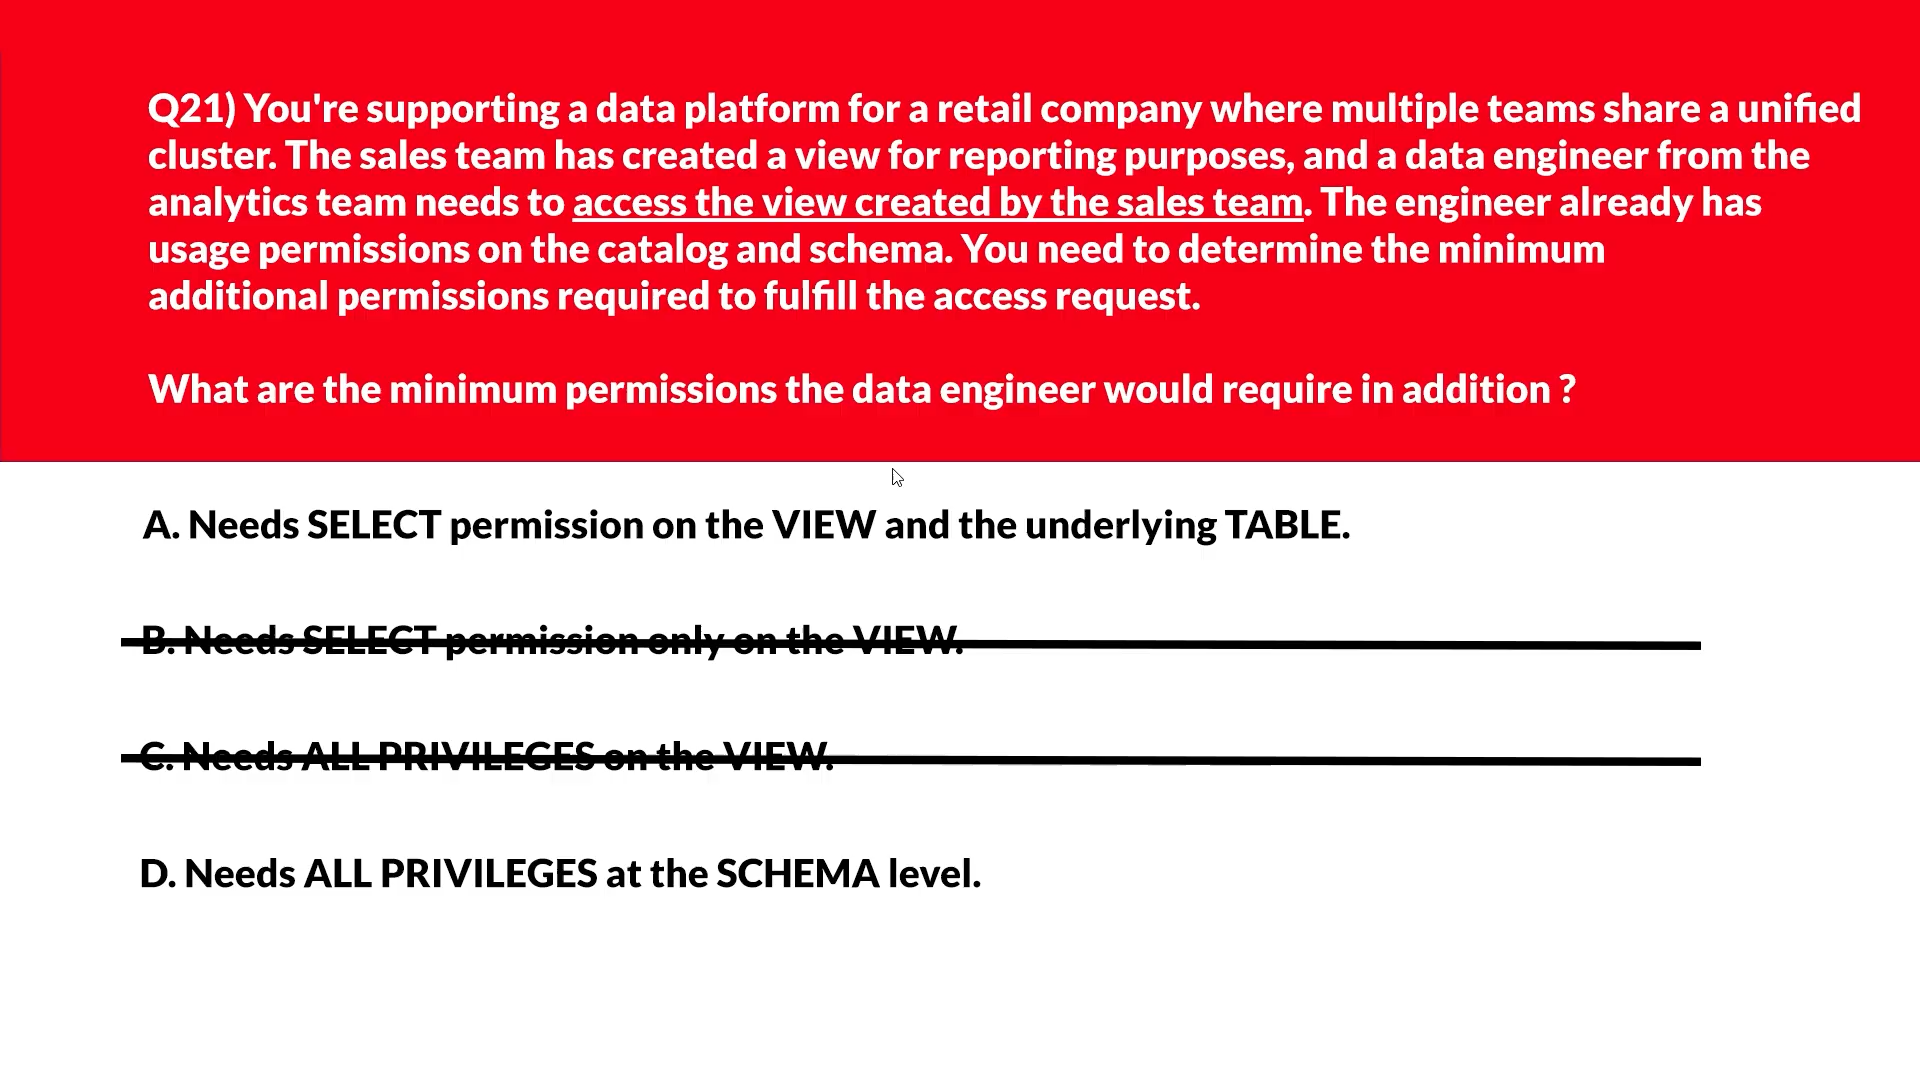 Q21) You're supporting a data platform for a retail company where multiple teams share a unified
cluster. The sales team has created a view for reporting purposes, and a data engineer from the
analytics team needs to access the view created by the sales team. The engineer already has
usage permissions on the catalog and schema. You need to determine the minimum
additional permissions required to fulfill the access request.
What are the minimum permissions the data engineer would require in addition ?
A. Needs SELECT permission on the VIEW and the underlying TABLE.
B. Needs SELECT permission only on the VIEW.
C. Needs ALL PRIVILEGES on the VIEW.
D. Needs ALL PRIVILEGES at the SCHEMA level.